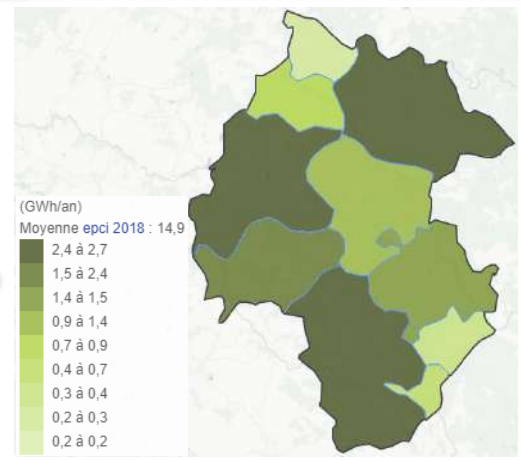 (GWh/an)
Moyenne epci 2018 : 14,9
2,4 à 2,7
1,5 à 2,4
1,4 à 1,5
0,9 à 1,4
0,7 à 0,9
0,4 à 0,7
0,3 à 0,4
0,2 à 0,3
0,2 à 0,2